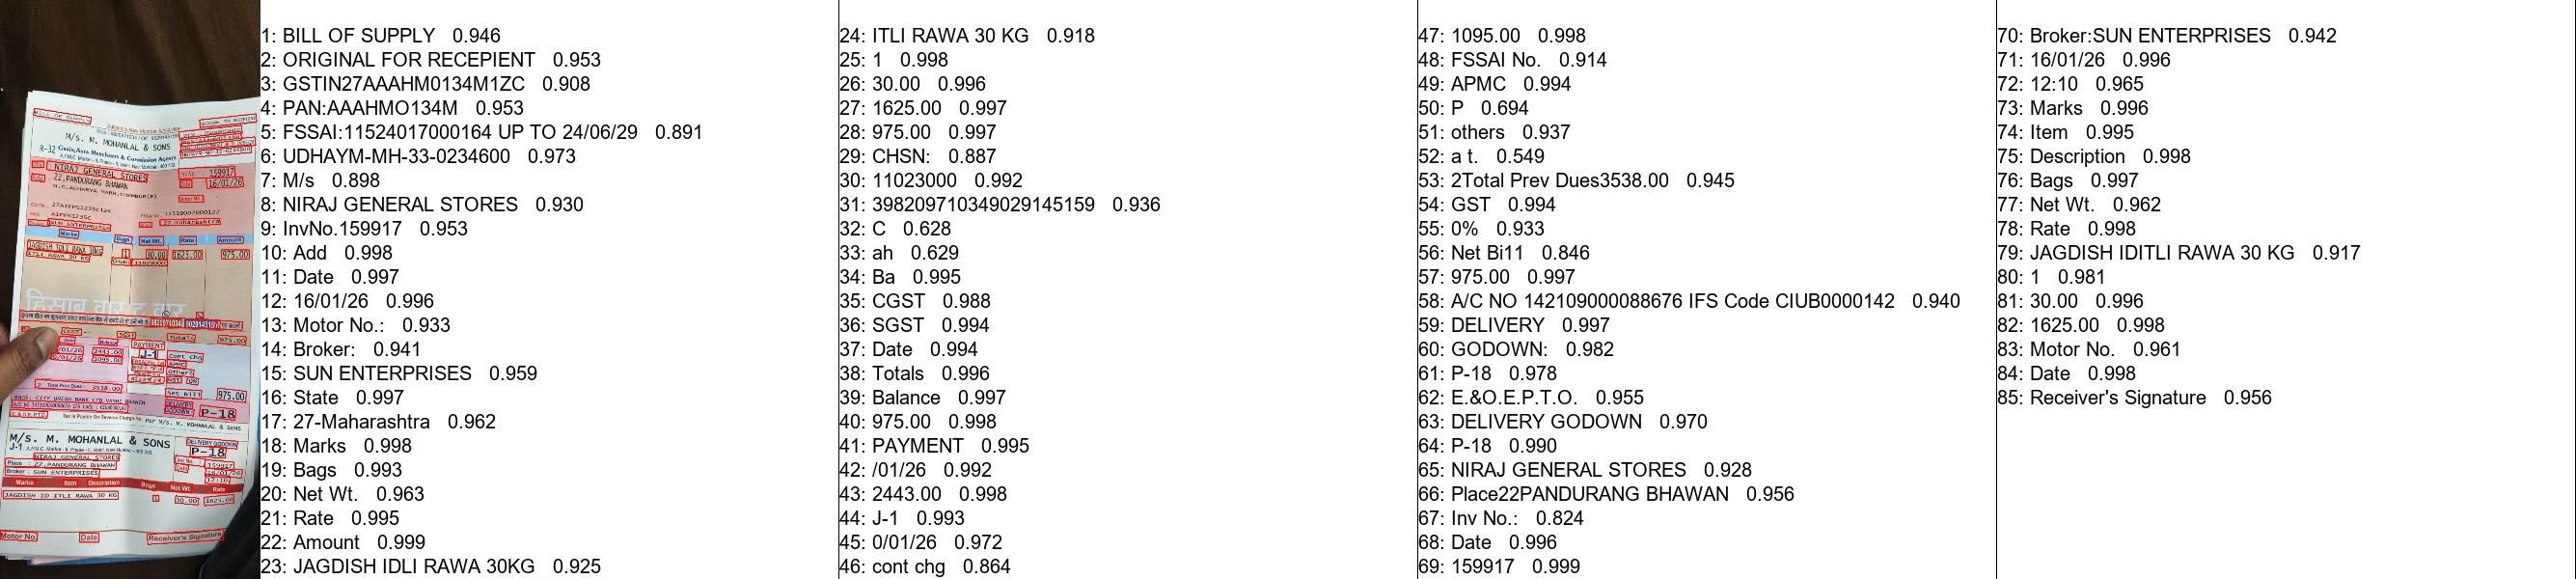 1: BILL OF SUPPLY 0.946
2: ORIGINAL FOR RECEPIENT 0.953
3: GSTIN27AAAHM0134M1ZC 0.908
4: PAN:AAAHMO134M 0.953
5: FSSAI:11524017000164 UP TO 24/06/29 0.891
6: UDHAYM-MH-33-0234600 0.973
7: M/s 0.898
8: NIRAJ GENERAL STORES 0.930
9: InvNo.159917 0.953
10: Add 0.998
11: Date 0.997
12: 16/01/26 0.996
13: Motor No.: 0.933
14: Broker: 0.941
15: SUN ENTERPRISES 0.959
16: State 0.997
17: 27-Maharashtra 0.962
18: Marks 0.998
19: Bags 0.993
20: Net Wt. 0.963
21: Rate 0.995
22: Amount 0.999
23: JAGDISH IDLI RAWA 30KG 0.925
24: ITLI RAWA 30 KG 0.918
25: 1 0.998
26: 30.00 0.996
27: 1625.00 0.997
28: 975.00 0.997
29: CHSN: 0.887
30: 11023000 0.992
31: 398209710349029145159 0.936
32: C 0.628
33: ah 0.629
34: Ba 0.995
35: CGST 0.988
36: SGST 0.994
37: Date 0.994
38: Totals 0.996
39: Balance 0.997
40: 975.00 0.998
41: PAYMENT 0.995
42: /01/26 0.992
43: 2443.00 0.998
44: J-1 0.993
45: 0/01/26 0.972
46: cont chg 0.864
47: 1095.00 0.998
48: FSSAI No. 0.914
49: APMC 0.994
50: P 0.694
51: others 0.937
52: a t. 0.549
53: 2Total Prev Dues3538.00 0.945
54: GST 0.994
55: 0% 0.933
56: Net Bi11 0.846
57: 975.00 0.997
58: A/C NO 142109000088676 IFS Code CIUB0000142 0.940
59: DELIVERY 0.997
60: GODOWN: 0.982
61: P-18 0.978
62: E.&O.E.P.T.O. 0.955
63: DELIVERY GODOWN 0.970
64: P-18 0.990
65: NIRAJ GENERAL STORES 0.928
66: Place22PANDURANG BHAWAN 0.956
67: Inv No.: 0.824
68: Date 0.996
69: 159917 0.999
70: Broker:SUN ENTERPRISES 0.942
71: 16/01/26 0.996
72: 12:10 0.965
73: Marks 0.996
74: Item 0.995
75: Description 0.998
76: Bags 0.997
77: Net Wt. 0.962
78: Rate 0.998
79: JAGDISH IDITLI RAWA 30 KG 0.917
80: 1 0.981
81: 30.00 0.996
82: 1625.00 0.998
83: Motor No. 0.961
84: Date 0.998
85: Receiver's Signature 0.956